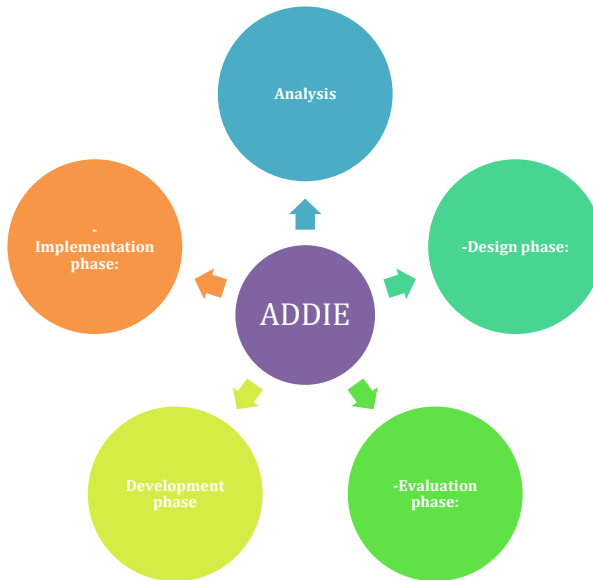 Analysis
-
Implementation
phase:
-Design phase:
ADDIE
Development
phase
-Evaluation
phase: